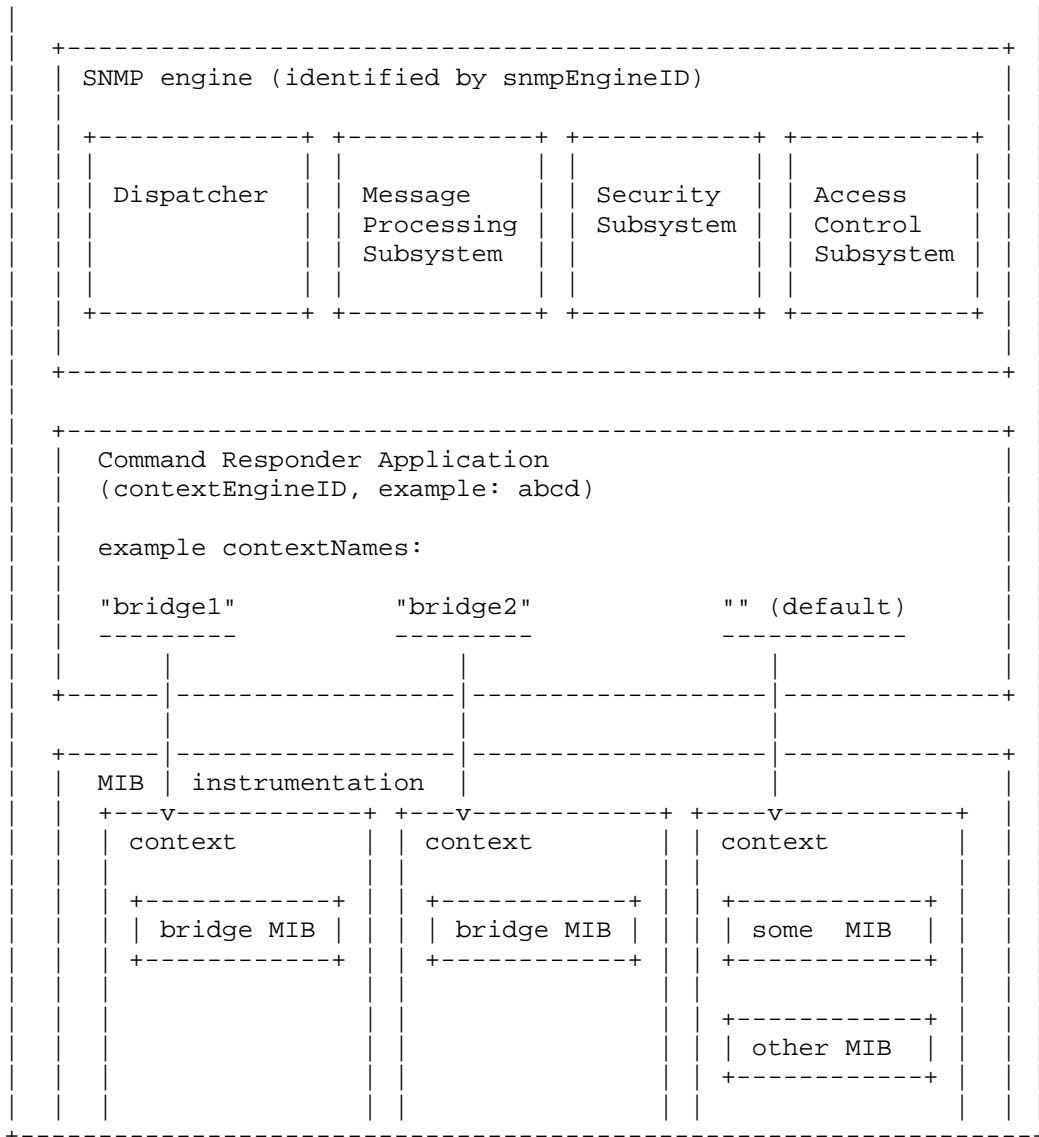 SNMP engine (identified by snmpEngineID)
Dispatcher Message Security Access
Processing Subsystem Control
Subsystem Subsystem
Command Responder Application
(contextEngineID, example: abcd)
example contextNames:
"bridge1" "bridge2" "" (default)
MIB instrumentation
context context context
bridge MIB bridge MIB some MIB
other MIB